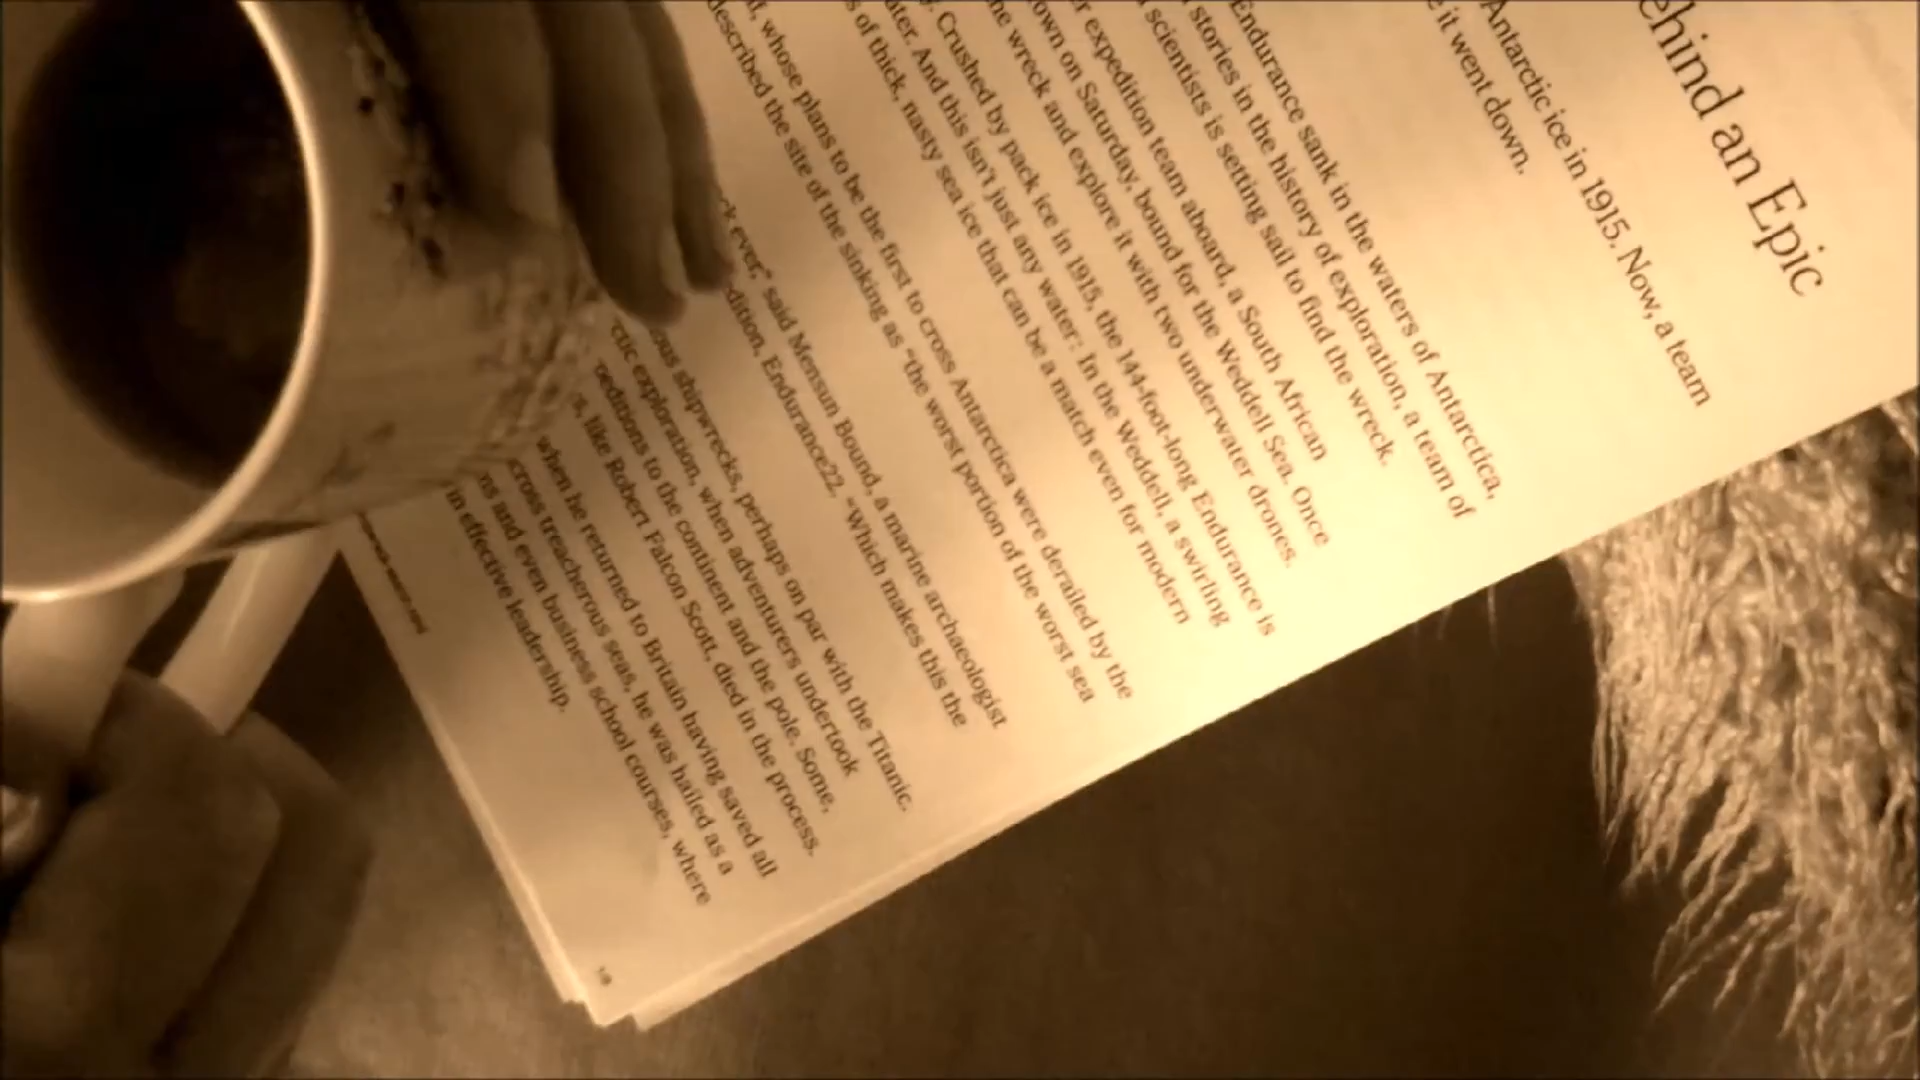 ehind an Epic
Antarctic ice in 1915. Now, a team
e it went down.
Endurance sank in the waters of Antarctica,
stories in the history of exploration, a team of
scientists is setting sail to find the wreck.
expedition team aboard, a South African
own on Saturday, bound for the Weddell Sea. Once
he wreck and explore it with two underwater drones.
Crushed by pack ice in 1915, the 144-foot-long Endurance is
ater. And this isn't just any water: In the Weddell, a swirling
s of thick, nasty sea ice that can be a match even for modern
whose plans to be the first to cross Antarctica were derailed by the
described the site of the sinking as "the worst portion of the worst sea
ck ever," said Mensun Bound, a marine archaeologist
dition, Endurance22. "Which makes this the
ous shipwrecks, perhaps on par with the Titanic.
ctic exploration, when adventurers undertook
peditions to the continent and the pole. Some,
s, like Robert Falcon Scott, died in the process.
when he returned to Britain having saved all
cross treacherous seas, he was hailed as a
ns and even business school courses, where
in effective leadership.